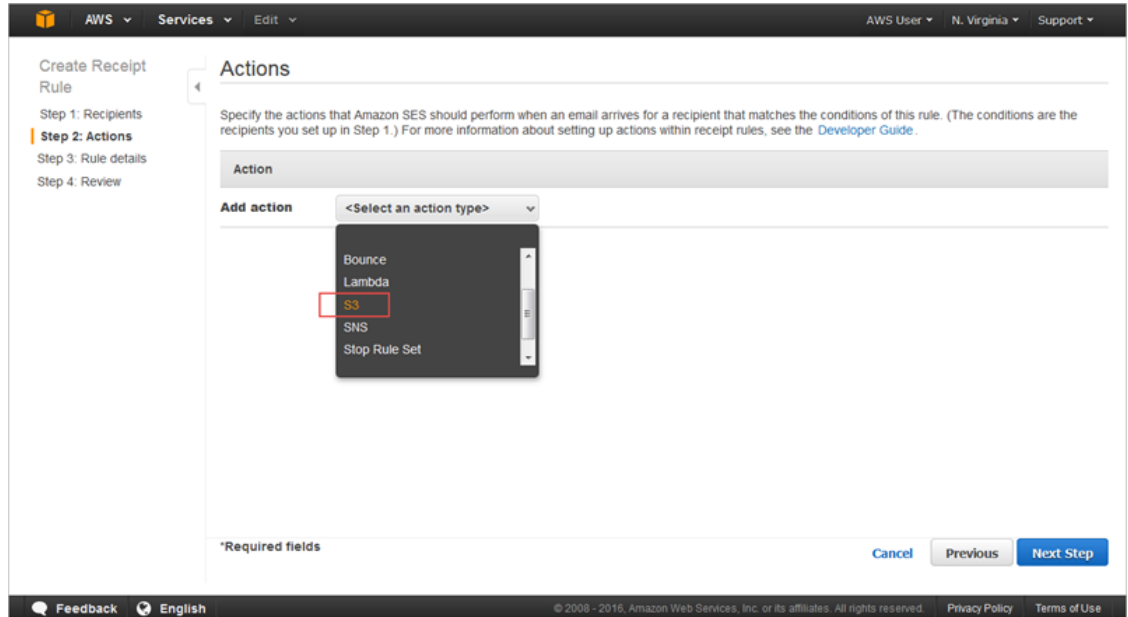 AWS Services Edit AWS User N. Virginia Support
Create Receipt
Rule
Step 1: Recipients
Step 2: Actions
Step 3: Rule details
Step 4: Review
Actions
Specify the actions that Amazon SES should perform when an email arrives for a recipient that matches the conditions of this rule. (The conditions are the
recipients you set up in Step 1.) For more information about setting up actions within receipt rules, see the Developer Guide.
Action
Add action <Select an action type>
Bounce
Lambda
S3
SNS
Stop Rule Set
*Required fields
Cancel Previous Next Step
Feedback English © 2008 - 2016, Amazon Web Services, Inc. or its affiliates. All rights reserved. Privacy Policy Terms of Use